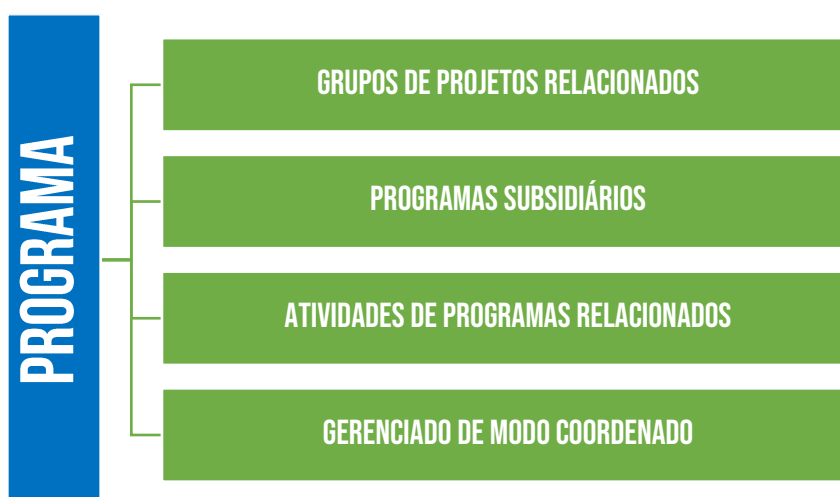 PROGRAMA
GRUPOS DE PROJETOS RELACIONADOS
PROGRAMAS SUBSIDIÁRIOS
ATIVIDADES DE PROGRAMAS RELACIONADOS
GERENCIADO DE MODO COORDENADO